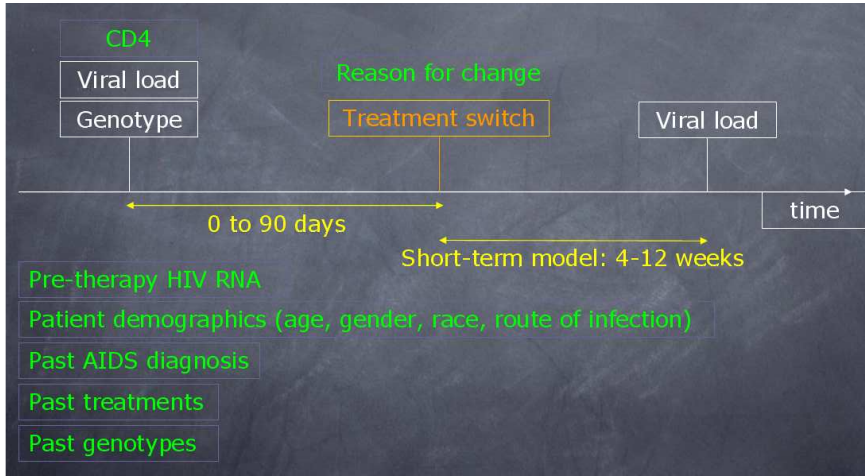 CD4
Viral load
Genotype
Reason for change
Treatment switch
Viral load
time
0 to 90 days
Short-term model: 4-12 weeks
Pre-therapy HIV RNA
Patient demographics (age, gender, race, route of infection)
Past AIDS diagnosis
Past treatments
Past genotypes